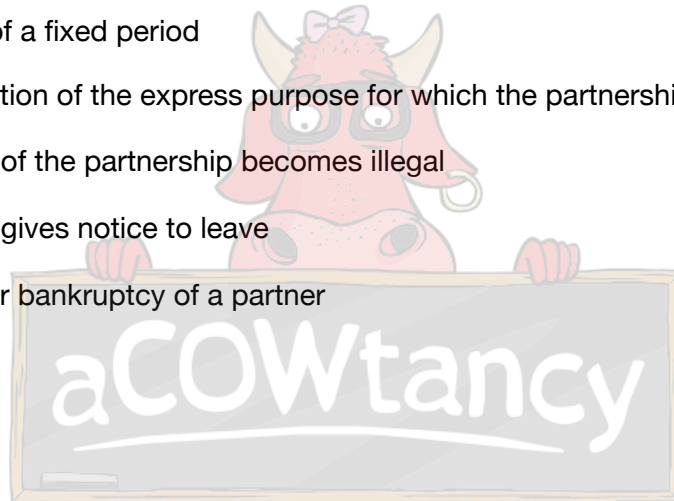 of a fixed period
tion of the express purpose for which the partnershi
of the partnership becomes illegal
gives notice to leave
r bankruptcy of a partner
aCOWtancy